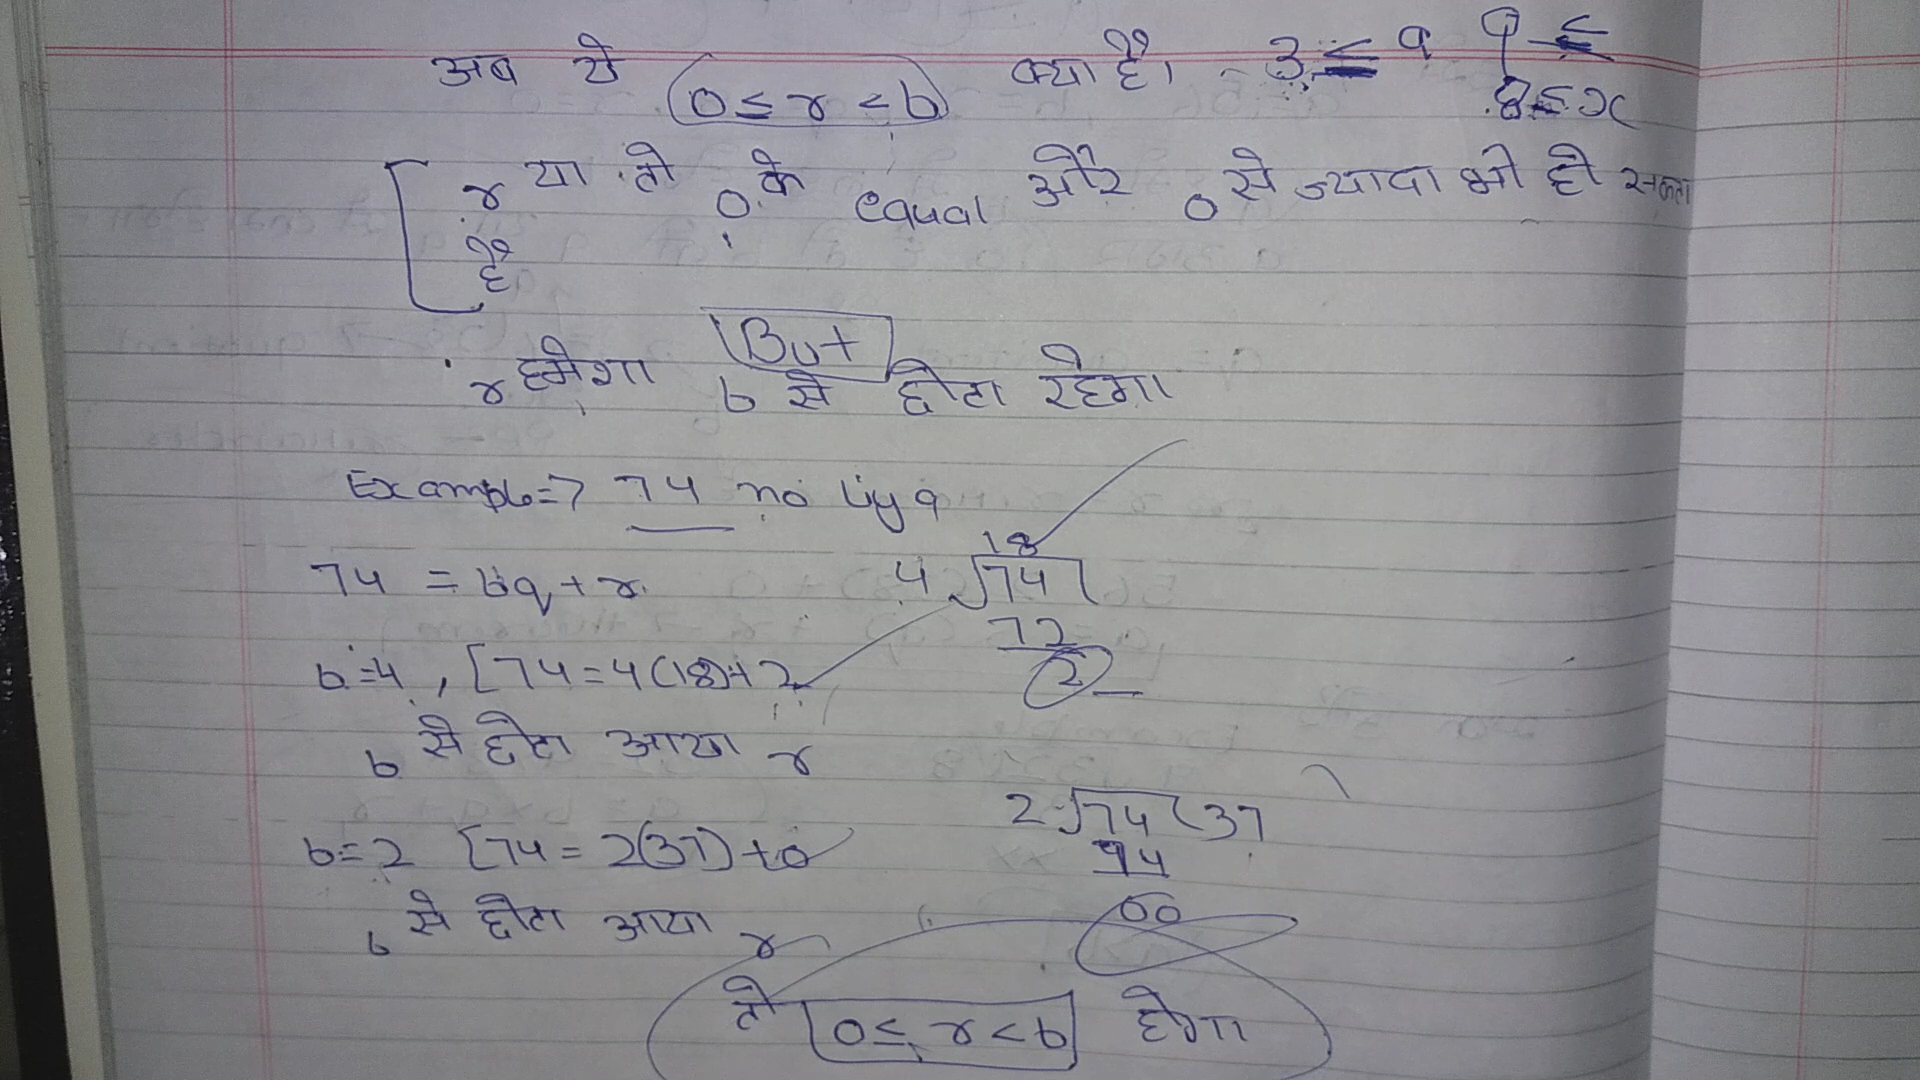 अब ये 0 ≤ r < b क्या है। 3 ≤ a
≤ x
r या तो 0 के equal और 0 से ज्यादा भी हो सकता
है
But
r हमेशा b से छोटा रहेगा।
Example => 74 no liya
74 = bq + r
18
4 √74
72
2
b = 4, [74 = 4(18)+2
b से छोटा आया r
2 √74 (37
74
00
b = 2 [74 = 2(37) + 0
b से छोटा आया r
तो 0 ≤ r < b होगा